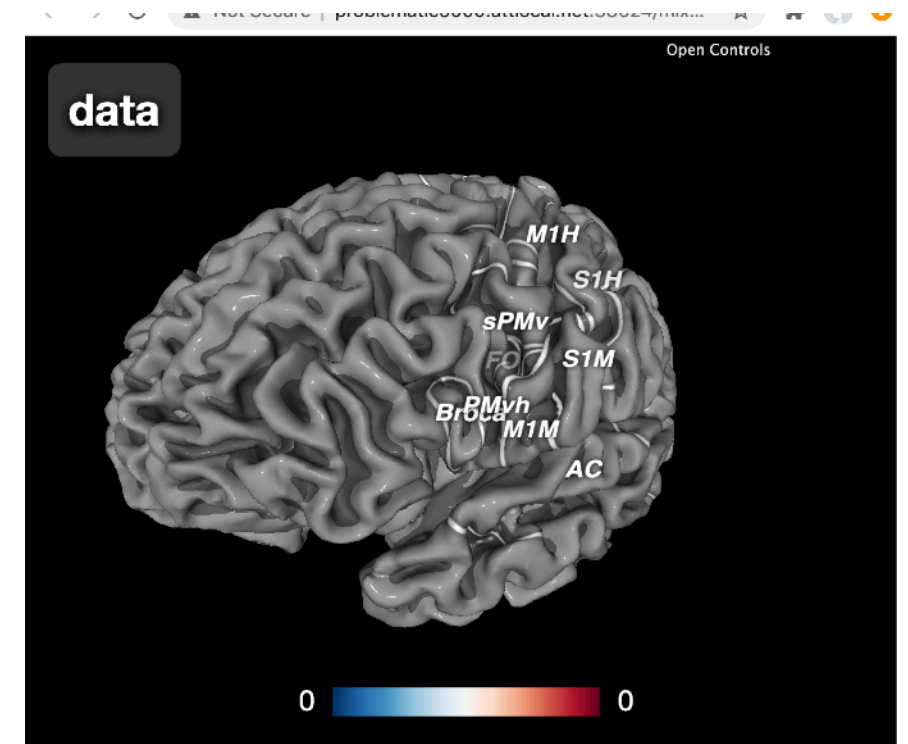 Not Secure
Open Controls
data
M1H
S1H
sPMv
FO
S1M
PMvh
Broca
M1M
AC
0
0